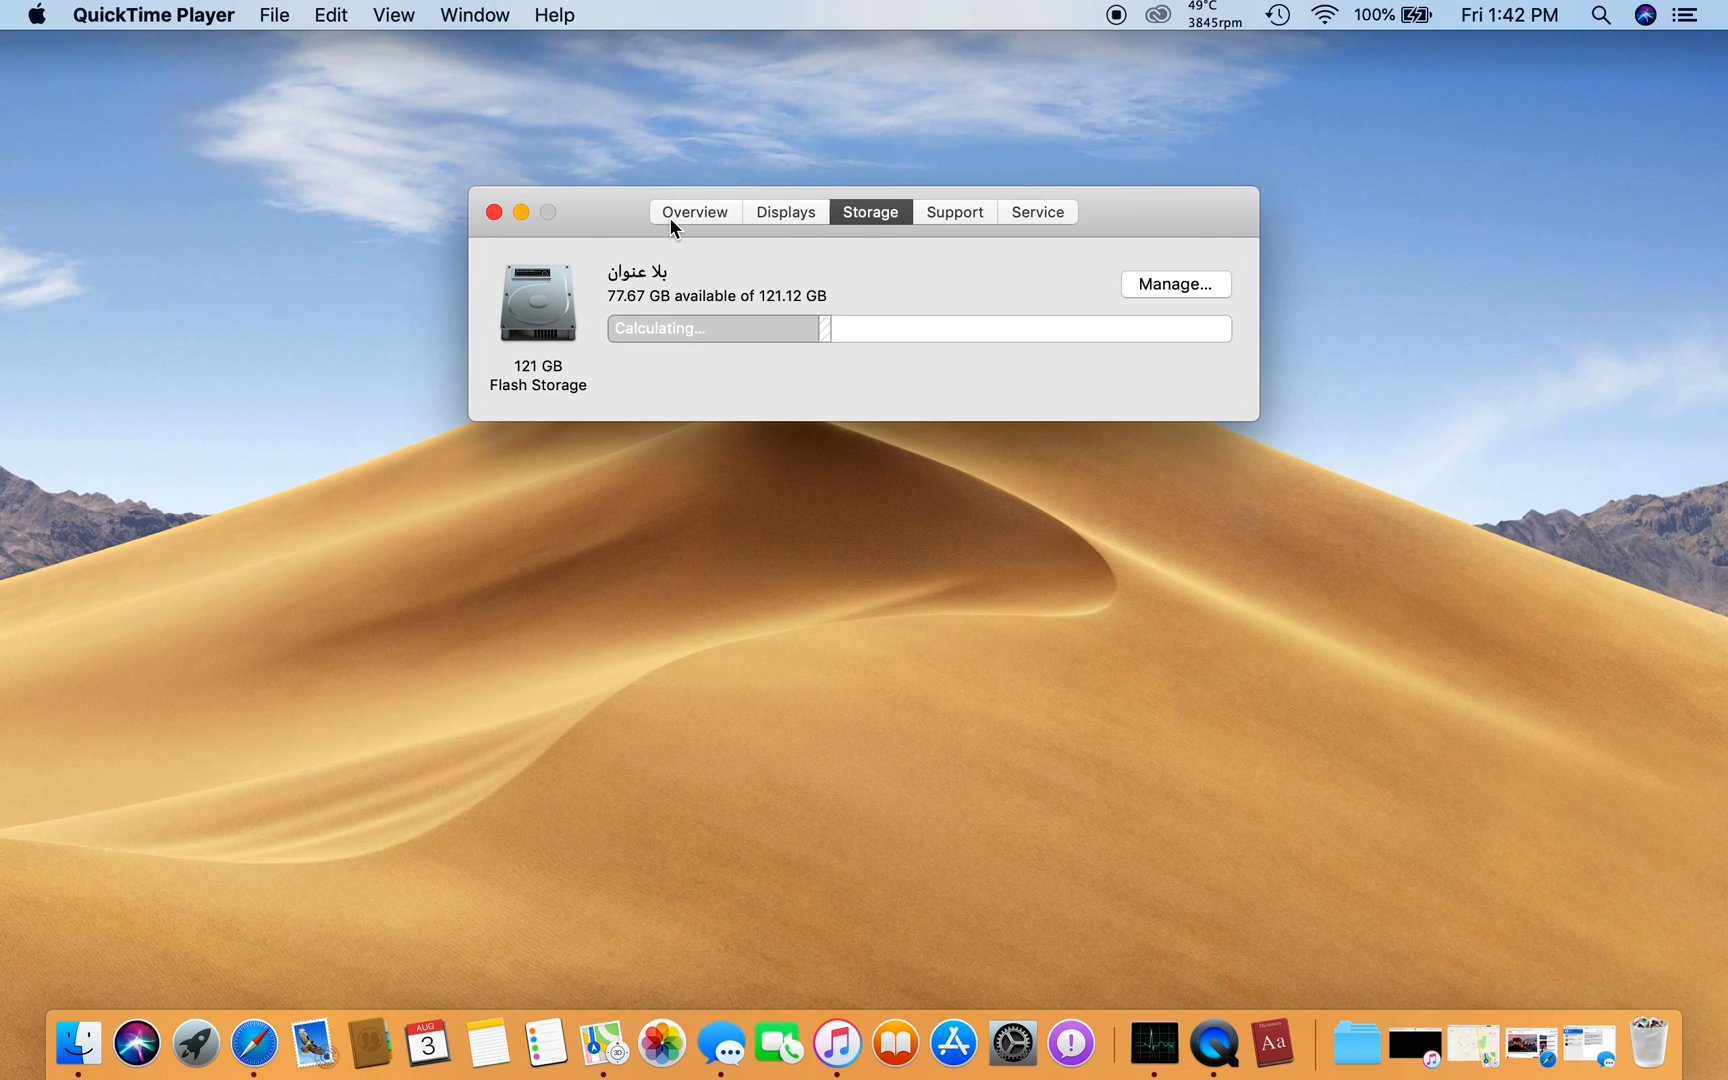 QuickTime Player File Edit View Window Help 49°C 3845rpm 100% Fri 1:42 PM
Overview Displays Storage Support Service
بلا عنوان
77.67 GB available of 121.12 GB
Manage...
Calculating...
121 GB
Flash Storage
AUG
3
3D
Aa